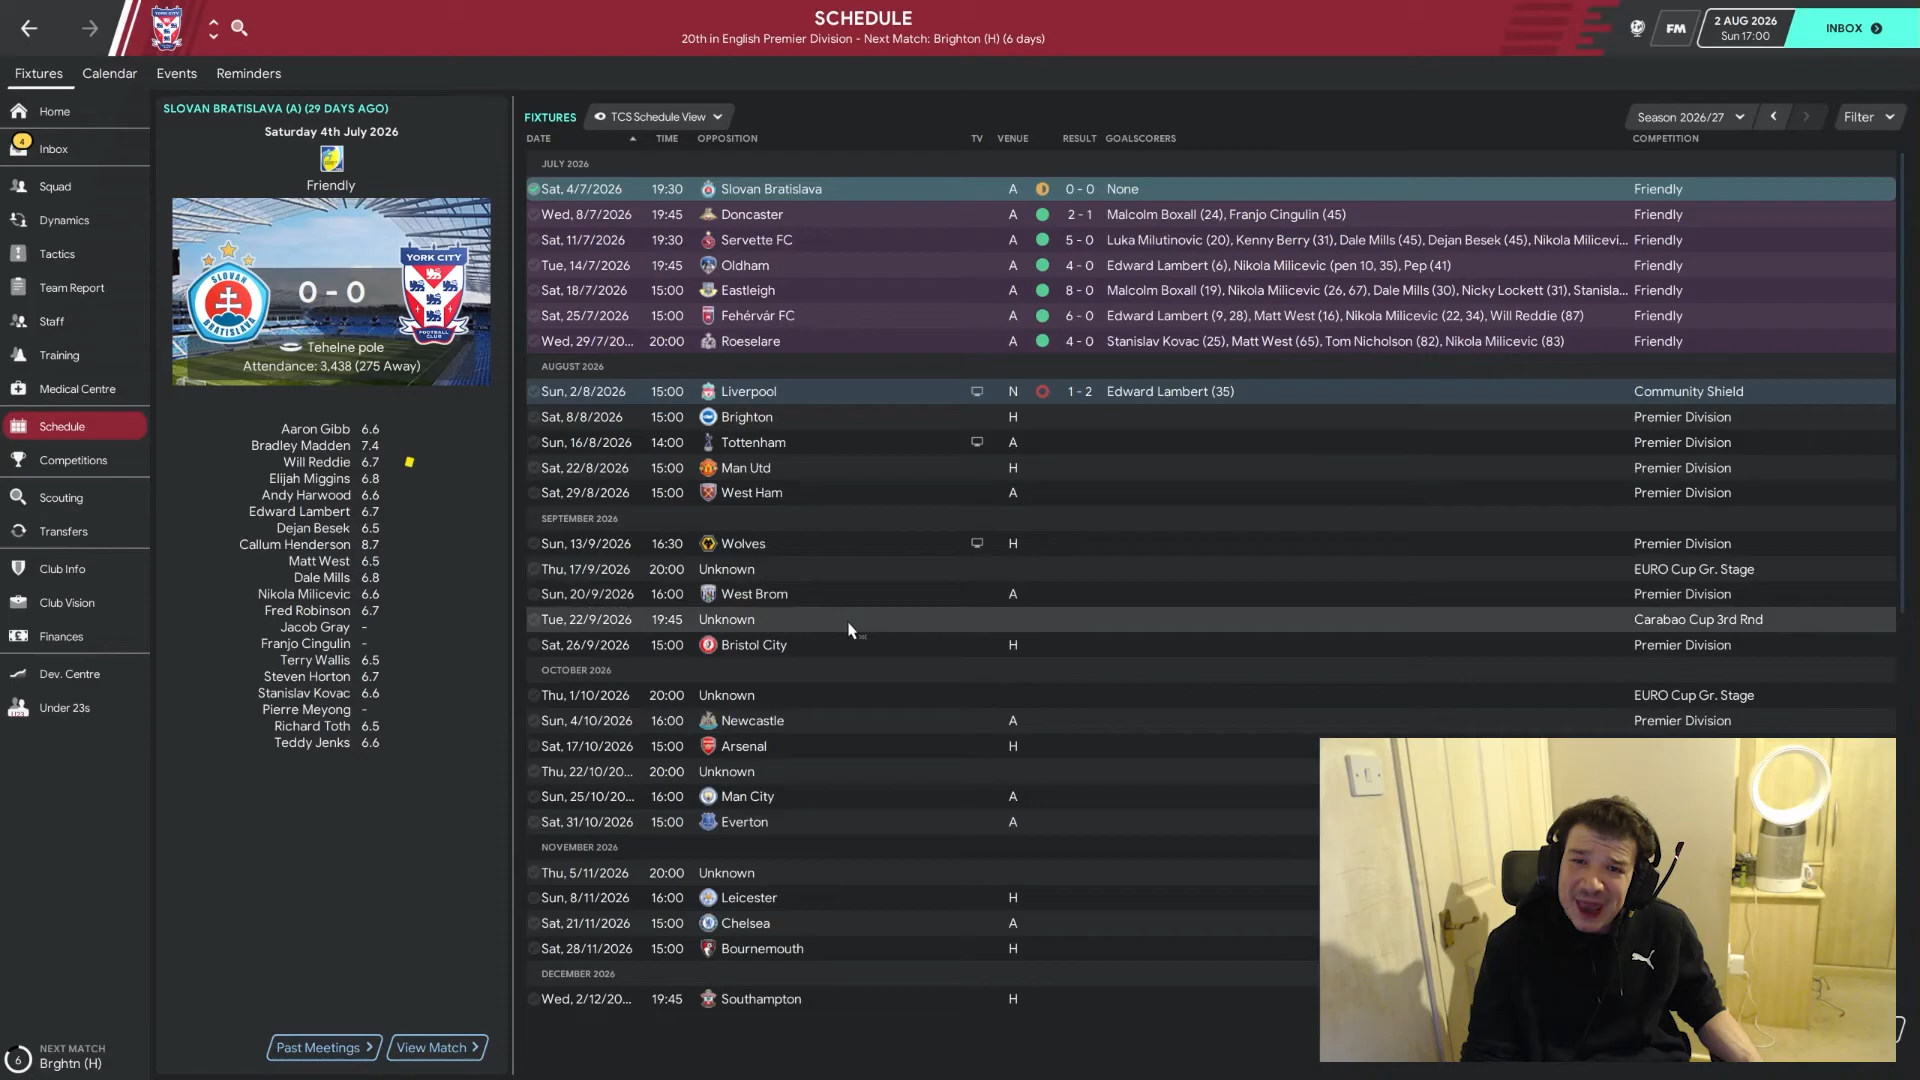 SCHEDULE
20th in English Premier Division - Next Match: Brighton (H) (6 days)
FM
2 AUG 2026
Sun 17:00
INBOX
Fixtures Calendar Events Reminders
Home
4
Inbox
Squad
Dynamics
Tactics
Team Report
Staff
Training
Medical Centre
Schedule
Competitions
Scouting
Transfers
Club Info
Club Vision
Finances
Dev. Centre
Under 23s
6
NEXT MATCH
Brghtn (H)
SLOVAN BRATISLAVA (A) (29 DAYS AGO)
Saturday 4th July 2026
Friendly
SLOVAN
BRATISLAVA
0 - 0
YORK CITY
FOOTBALL
CLUB
Tehelne pole
Attendance: 3,438 (275 Away)
Aaron Gibb 6.6
Bradley Madden 7.4
Will Reddie 6.7
Elijah Miggins 6.8
Andy Harwood 6.6
Edward Lambert 6.7
Dejan Besek 6.5
Callum Henderson 8.7
Matt West 6.5
Dale Mills 6.8
Nikola Milicevic 6.6
Fred Robinson 6.7
Jacob Gray -
Franjo Cingulin -
Terry Wallis 6.5
Steven Horton 6.7
Stanislav Kovac 6.6
Pierre Meyong -
Richard Toth 6.5
Teddy Jenks 6.6
Past Meetings
View Match
FIXTURES TCS Schedule View Season 2026/27 Filter
DATE TIME OPPOSITION TV VENUE RESULT GOALSCORERS COMPETITION
JULY 2026
Sat, 4/7/2026 19:30 Slovan Bratislava A 0 - 0 None Friendly
Wed, 8/7/2026 19:45 Doncaster A 2 - 1 Malcolm Boxall (24), Franjo Cingulin (45) Friendly
Sat, 11/7/2026 19:30 Servette FC A 5 - 0 Luka Milutinovic (20), Kenny Berry (31), Dale Mills (45), Dejan Besek (45), Nikola Milicevi... Friendly
Tue, 14/7/2026 19:45 Oldham A 4 - 0 Edward Lambert (6), Nikola Milicevic (pen 10, 35), Pep (41) Friendly
Sat, 18/7/2026 15:00 Eastleigh A 8 - 0 Malcolm Boxall (19), Nikola Milicevic (26, 67), Dale Mills (30), Nicky Lockett (31), Stanisla... Friendly
Sat, 25/7/2026 15:00 Fehérvár FC A 6 - 0 Edward Lambert (9, 28), Matt West (16), Nikola Milicevic (22, 34), Will Reddie (87) Friendly
Wed, 29/7/20... 20:00 Roeselare A 4 - 0 Stanislav Kovac (25), Matt West (65), Tom Nicholson (82), Nikola Milicevic (83) Friendly
AUGUST 2026
Sun, 2/8/2026 15:00 Liverpool N 1 - 2 Edward Lambert (35) Community Shield
Sat, 8/8/2026 15:00 Brighton H Premier Division
Sun, 16/8/2026 14:00 Tottenham A Premier Division
Sat, 22/8/2026 15:00 Man Utd H Premier Division
Sat, 29/8/2026 15:00 West Ham A Premier Division
SEPTEMBER 2026
Sun, 13/9/2026 16:30 Wolves H Premier Division
Thu, 17/9/2026 20:00 Unknown EURO Cup Gr. Stage
Sun, 20/9/2026 16:00 West Brom A Premier Division
Tue, 22/9/2026 19:45 Unknown Carabao Cup 3rd Rnd
Sat, 26/9/2026 15:00 Bristol City H Premier Division
OCTOBER 2026
Thu, 1/10/2026 20:00 Unknown EURO Cup Gr. Stage
Sun, 4/10/2026 16:00 Newcastle A Premier Division
Sat, 17/10/2026 15:00 Arsenal H
Thu, 22/10/20... 20:00 Unknown
Sun, 25/10/20... 16:00 Man City A
Sat, 31/10/2026 15:00 Everton A
NOVEMBER 2026
Thu, 5/11/2026 20:00 Unknown
Sun, 8/11/2026 16:00 Leicester H
Sat, 21/11/2026 15:00 Chelsea A
Sat, 28/11/2026 15:00 Bournemouth H
DECEMBER 2026
Wed, 2/12/20... 19:45 Southampton H